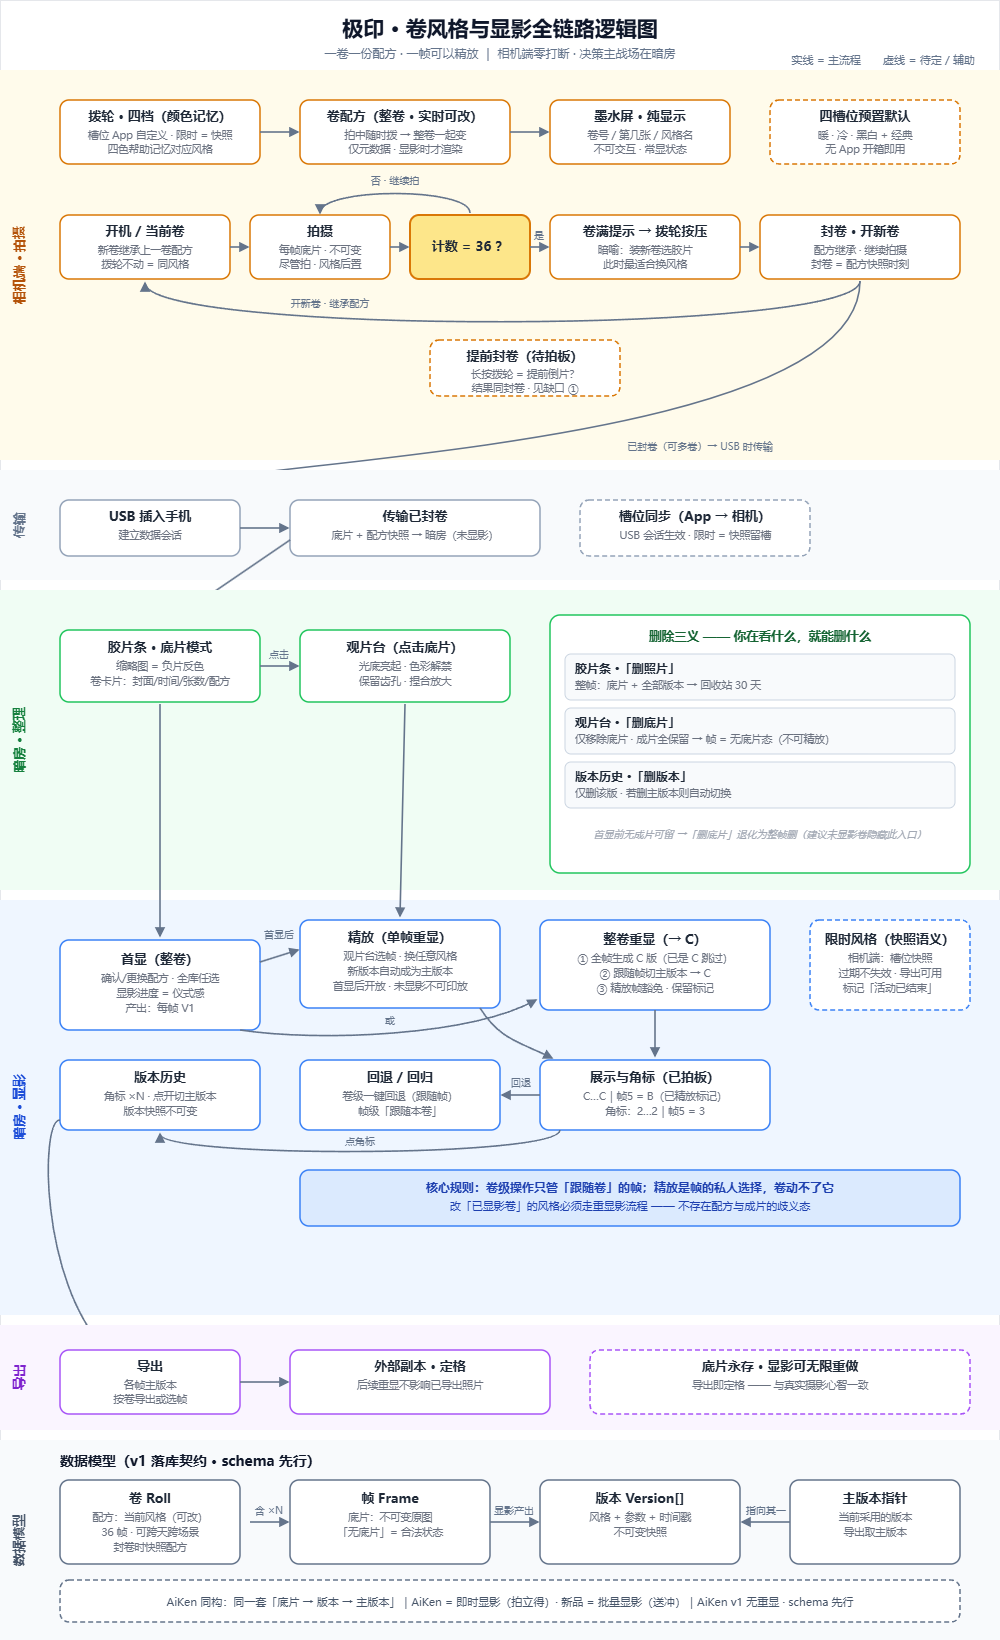 极印 • 卷风格与显影全链路逻辑图
一卷一份配方 · 一帧可以精放 ｜ 相机端零打断 · 决策主战场在暗房
实线 = 主流程
虚线 = 待定 / 辅助
相机端 • 拍摄
拨轮 • 四档（颜色记忆）
槽位 App 自定义 · 限时 = 快照
四色帮助记忆对应风格
卷配方（整卷 • 实时可改）
拍中随时拨 → 整卷一起变
仅元数据 · 显影时才渲染
墨水屏 • 纯显示
卷号 / 第几张 / 风格名
不可交互 · 常显状态
四槽位预置默认
暖 · 冷 · 黑白 + 经典
无 App 开箱即用
否 · 继续拍
开机 / 当前卷
新卷继承上一卷配方
拨轮不动 = 同风格
拍摄
每帧底片 · 不可变
尽管拍 · 风格后置
计数 = 36？
是
卷满提示 → 拨轮按压
暗喻：装新卷选胶片
此时最适合换风格
封卷 • 开新卷
配方继承 · 继续拍摄
封卷 = 配方快照时刻
开新卷 · 继承配方
提前封卷（待拍板）
长按拨轮 = 提前倒片？
结果同封卷 · 见缺口 ①
已封卷（可多卷）→ USB 时传输
传输
USB 插入手机
建立数据会话
传输已封卷
底片 + 配方快照 → 暗房（未显影）
槽位同步（App → 相机）
USB 会话生效 · 限时 = 快照留槽
暗房 • 整理
胶片条 • 底片模式
缩略图 = 负片反色
卷卡片：封面/时间/张数/配方
点击
观片台（点击底片）
光底亮起 · 色彩解禁
保留齿孔 · 捏合放大
删除三义 —— 你在看什么，就能删什么
胶片条 •「删照片」
整帧：底片 + 全部版本 → 回收站 30 天
观片台 •「删底片」
仅移除底片 · 成片全保留 → 帧 = 无底片态（不可精放）
版本历史 •「删版本」
仅删该版 · 若删主版本则自动切换
首显前无成片可留 →「删底片」退化为整帧删（建议未显影卷隐藏此入口）
暗房 • 显影
首显（整卷）
确认/更换配方 · 全库任选
显影进度 = 仪式感
产出：每帧 V1
首显后
精放（单帧重显）
观片台选帧 · 换任意风格
新版本自动成为主版本
首显后开放 · 未显影不可印放
整卷重显（→ C）
① 全帧生成 C 版（已是 C 跳过）
② 跟随帧切主版本 → C
③ 精放帧豁免 · 保留标记
限时风格（快照语义）
相机端：槽位快照
过期不失效 · 导出可用
标记「活动已结束」
或
版本历史
角标 ×N · 点开切主版本
版本快照不可变
回退 / 回归
卷级一键回退（跟随帧）
帧级「跟随本卷」
回退
展示与角标（已拍板）
C…C｜帧5 = B（已精放标记）
角标：2…2｜帧5 = 3
点角标
核心规则：卷级操作只管「跟随卷」的帧；精放是帧的私人选择，卷动不了它
改「已显影卷」的风格必须走重显影流程 —— 不存在配方与成片的歧义态
导出
导出
各帧主版本
按卷导出或选帧
外部副本 • 定格
后续重显不影响已导出照片
底片永存 • 显影可无限重做
导出即定格 —— 与真实摄影心智一致
数据模型
数据模型（v1 落库契约 • schema 先行）
卷 Roll
配方：当前风格（可改）
36 帧 · 可跨天跨场景
封卷时快照配方
含 ×N
帧 Frame
底片：不可变原图
「无底片」= 合法状态
显影产出
版本 Version[]
风格 + 参数 + 时间戳
不可变快照
指向其一
主版本指针
当前采用的版本
导出取主版本
AiKen 同构：同一套「底片 → 版本 → 主版本」｜AiKen = 即时显影（拍立得）· 新品 = 批量显影（送冲）｜AiKen v1 无重显 · schema 先行